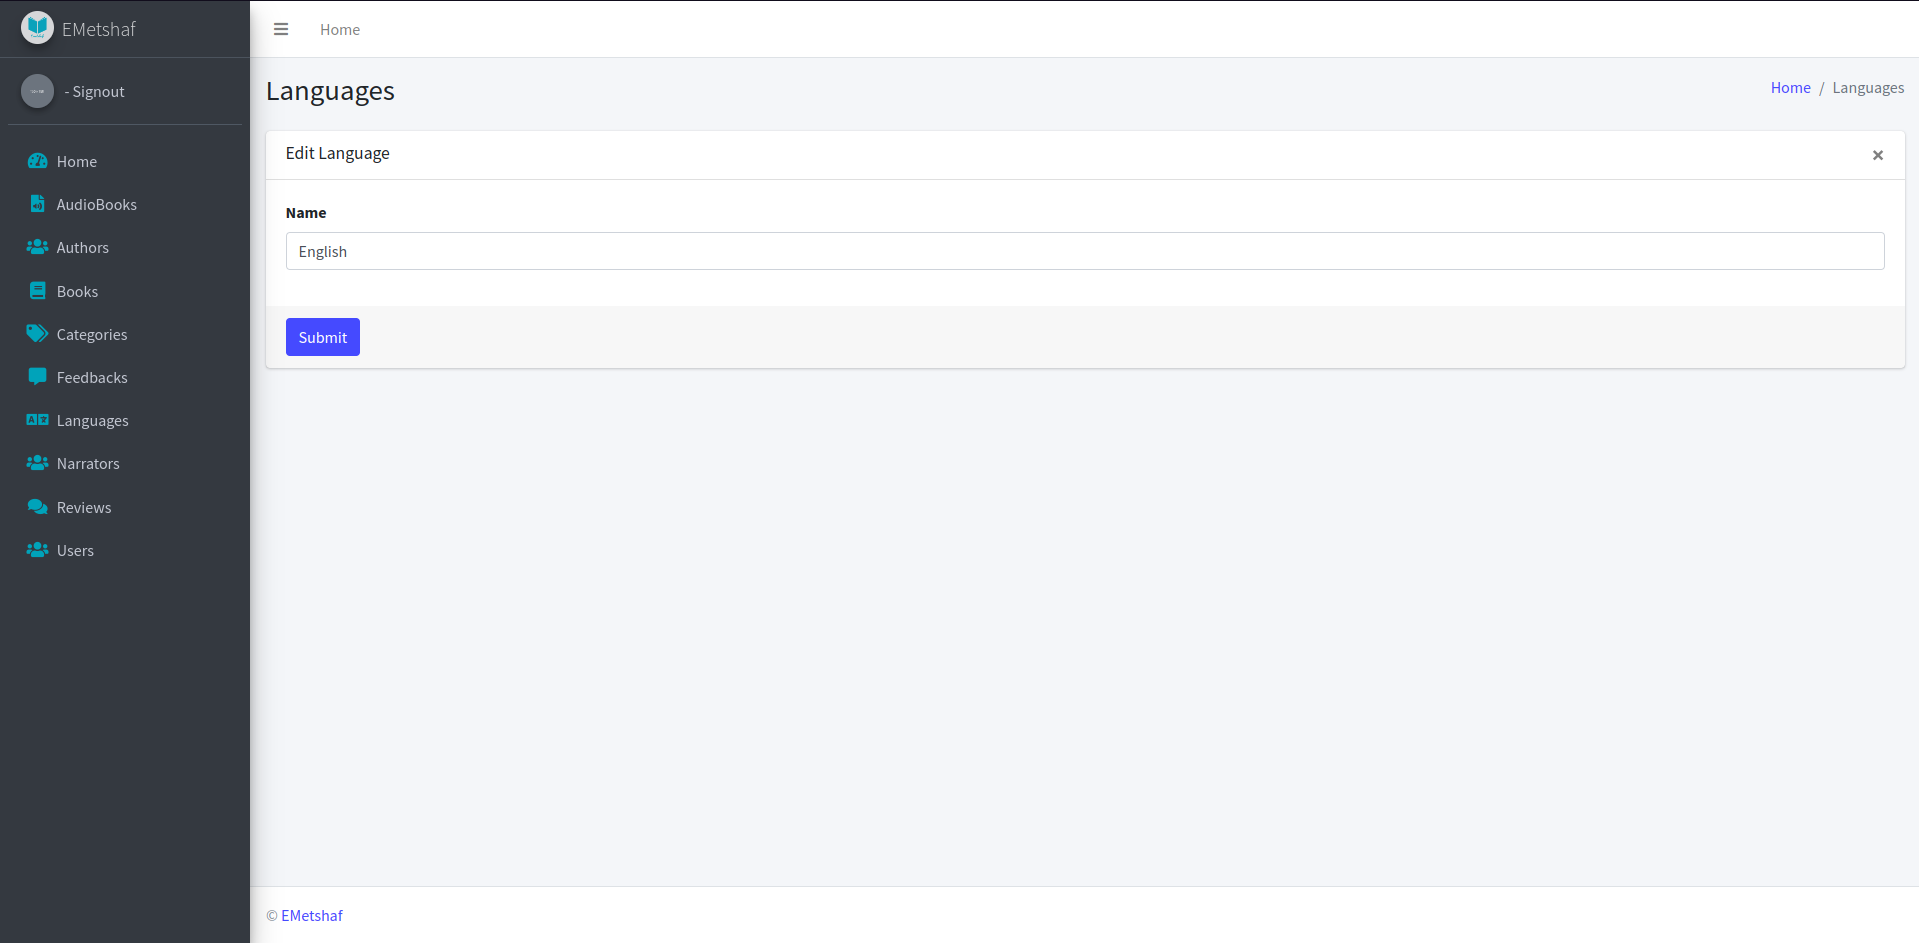 EMetshaf
- Signout
Home
AudioBooks
Authors
Books
Categories
Feedbacks
Languages
Narrators
Reviews
Users
Home
Languages
Home / Languages
Edit Language
×
Name
English
Submit
© EMetshaf